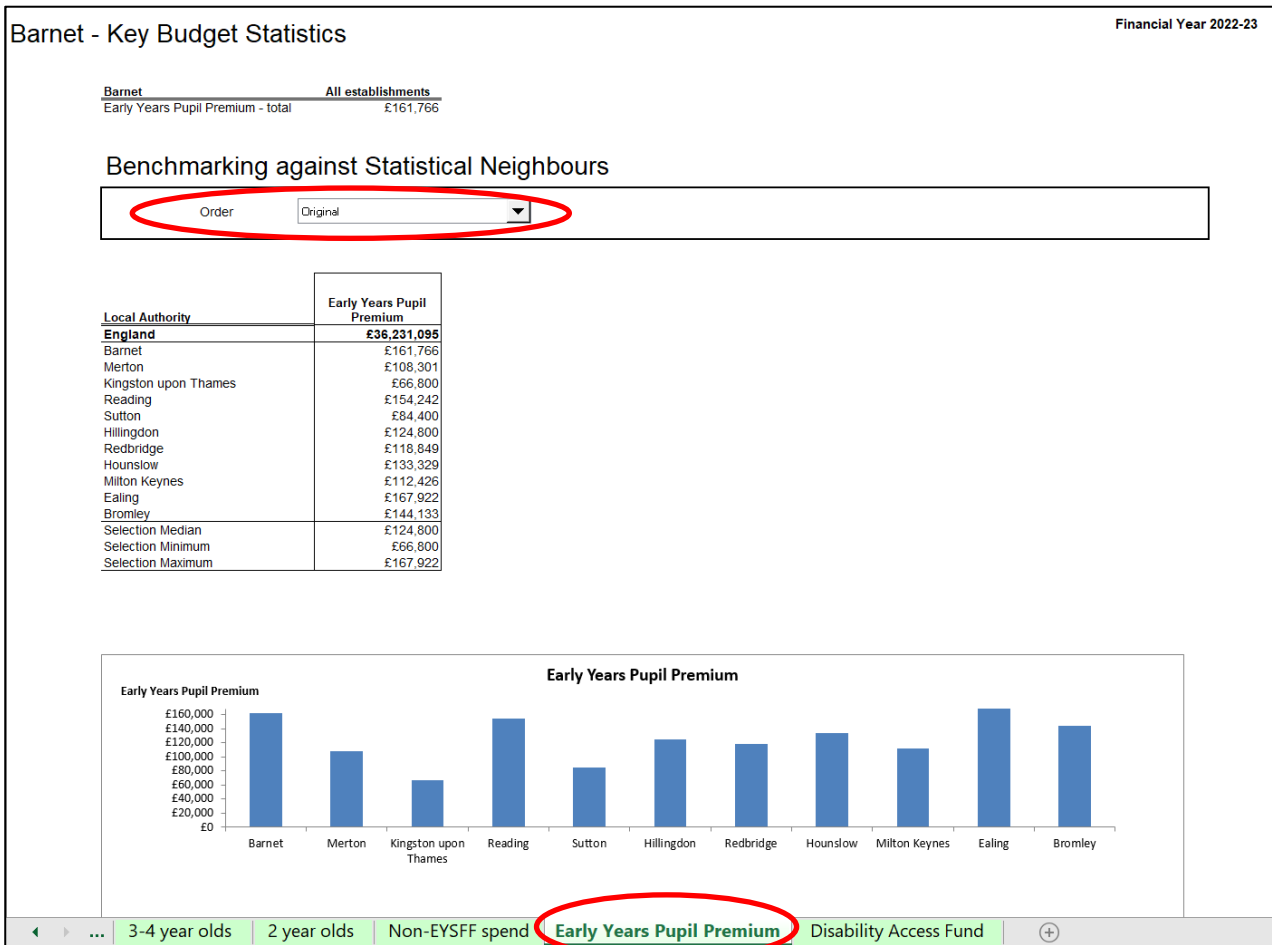 Barnet - Key Budget Statistics
Financial Year 2022-23
Barnet All establishments
Early Years Pupil Premium - total £161,766
Benchmarking against Statistical Neighbours
Order Original
Early Years Pupil
Local Authority Premium
England £36,231,095
Barnet £161,766
Merton £108,301
Kingston upon Thames £66,800
Reading £154,242
Sutton £84,400
Hillingdon £124,800
Redbridge £118,849
Hounslow £133,329
Milton Keynes £112,426
Ealing £167,922
Bromley £144,133
Selection Median £124,800
Selection Minimum £66,800
Selection Maximum £167,922
Early Years Pupil Premium
Early Years Pupil Premium
£160,000
£140,000
£120,000
£100,000
£80,000
£60,000
£40,000
£20,000
£0
Barnet Merton Kingston upon Reading Sutton Hillingdon Redbridge Hounslow Milton Keynes Ealing Bromley
Thames
... 3-4 year olds 2 year olds Non-EYSFF spend Early Years Pupil Premium Disability Access Fund